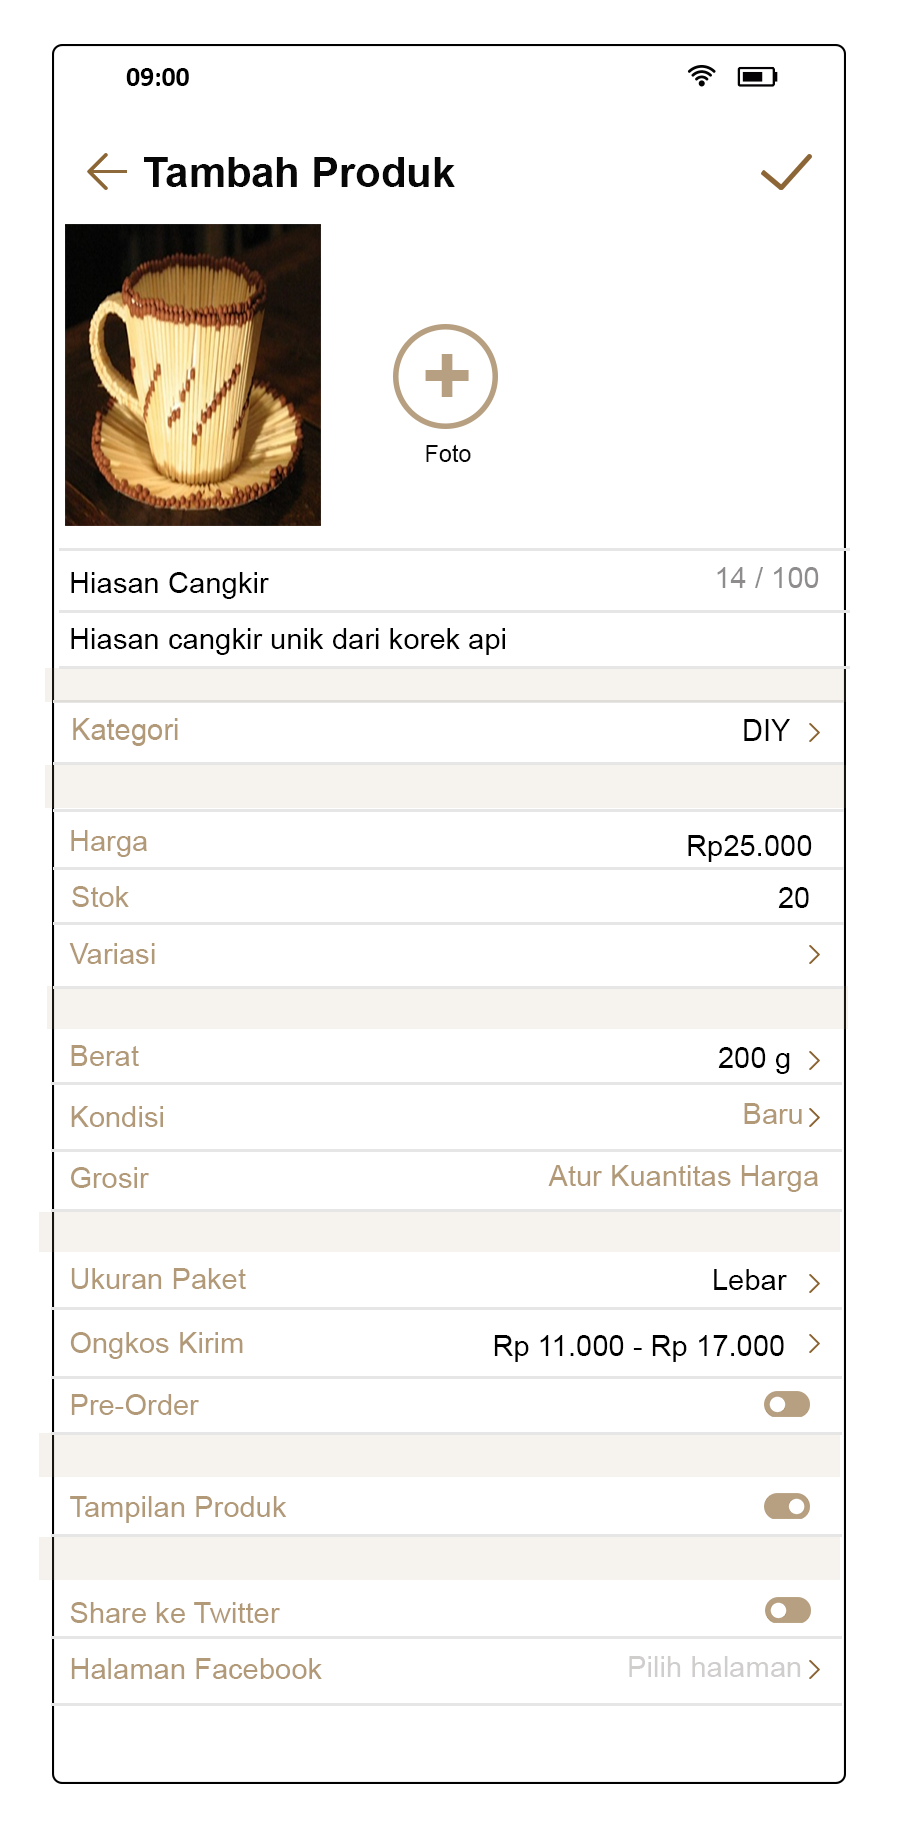 09:00
Tambah Produk
Foto
Hiasan Cangkir 14 / 100
Hiasan cangkir unik dari korek api
Kategori DIY
Harga Rp25.000
Stok 20
Variasi
Berat 200 g
Kondisi Baru
Grosir Atur Kuantitas Harga
Ukuran Paket Lebar
Ongkos Kirim Rp 11.000 - Rp 17.000
Pre-Order
Tampilan Produk
Share ke Twitter
Halaman Facebook Pilih halaman